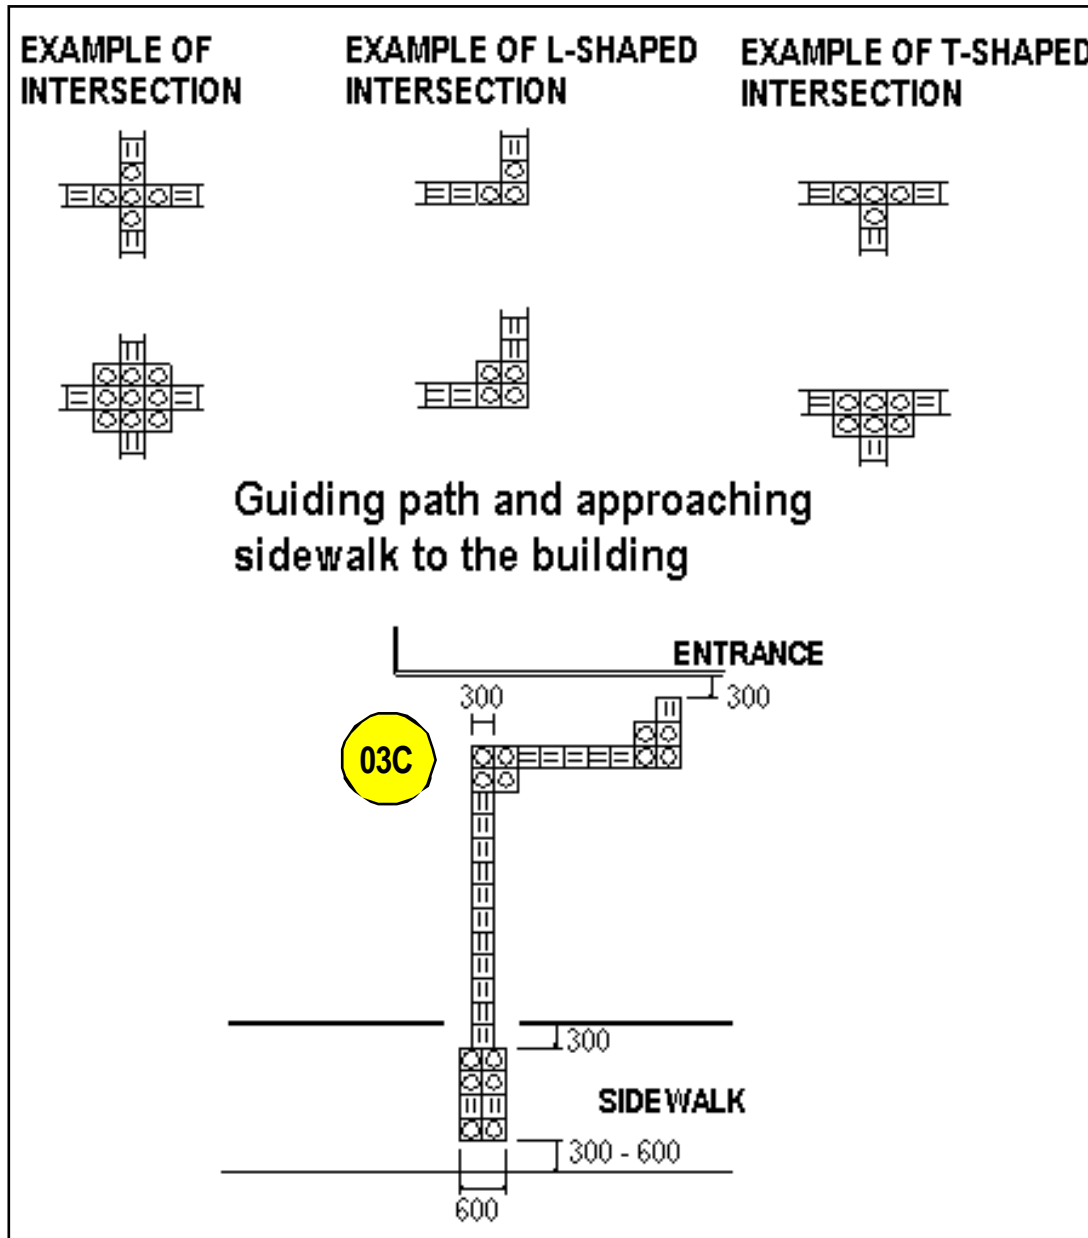 EXAMPLE OF
INTERSECTION
EXAMPLE OF L-SHAPED
INTERSECTION
EXAMPLE OF T-SHAPED
INTERSECTION
Guiding path and approaching
sidewalk to the building
ENTRANCE
300
300
03C
300
SIDEWALK
300 - 600
600